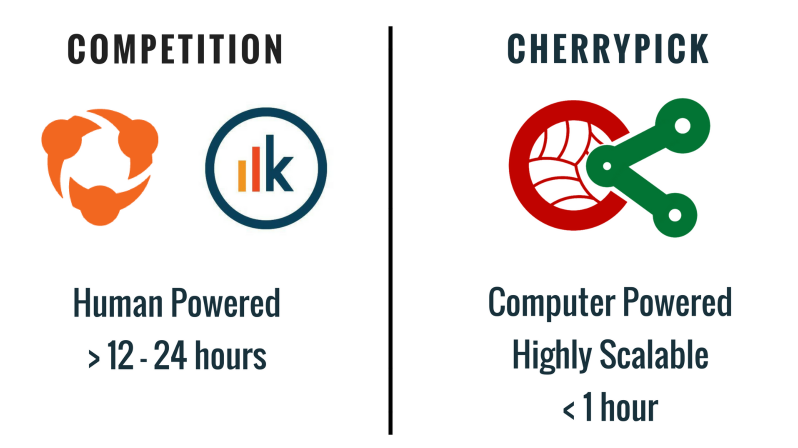 COMPETITION
k
Human Powered
> 12 - 24 hours
CHERRYPICK
Computer Powered
Highly Scalable
< 1 hour